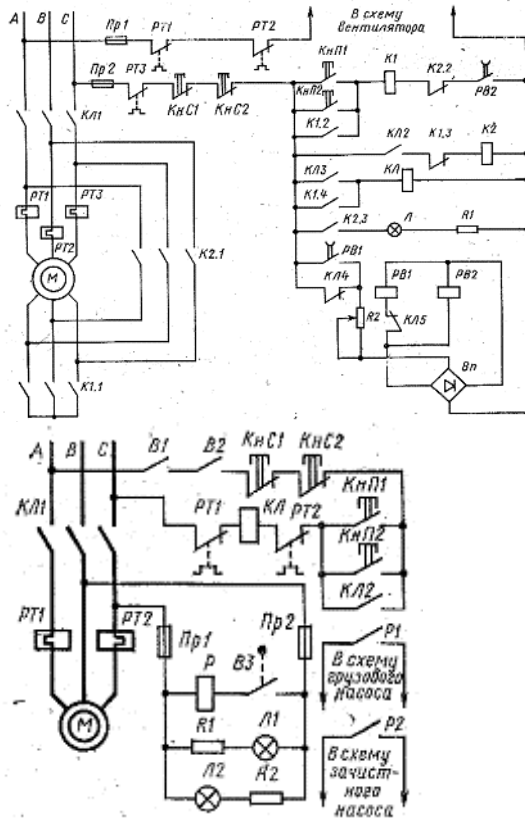 А В С Пр1 РТ1 РТ2 В схему вентилятора
Пр2 РТ3 КнС1 КнС2 КнП1 К1 К2,2 РВ2
КнП2
КЛ1 К1,2
КЛ2 К1,3 К2
КЛ3 КЛ
РТ1 РТ3 К1,4
РТ2 К2,3 Л R1
К2.1 РВ1
М КЛ4 РВ1 РВ2
R2 КЛ5
Вп
К1.1
А В С В1 В2 КнС1 КнС2
КЛ1 РТ1 КЛ РТ2 КнП1
КнП2
КЛ2
РТ1 РТ2 Пр1 Пр2
Р В3 Р1
В схему
грузового
насоса
М R1 Л1
Р2
Л2 R2
В схему
зачист-
ного
насоса